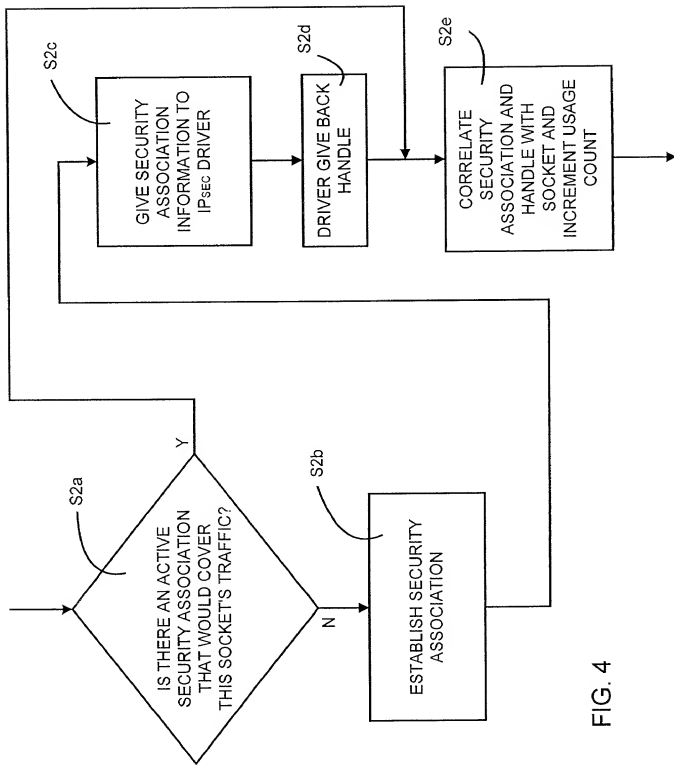 S2a
IS THERE AN ACTIVE
SECURITY ASSOCIATION
THAT WOULD COVER
THIS SOCKET'S TRAFFIC?
Y
N
S2b
ESTABLISH SECURITY
ASSOCIATION
S2c
GIVE SECURITY
ASSOCIATION
INFORMATION TO
IPSEC DRIVER
S2d
DRIVER GIVE BACK
HANDLE
S2e
CORRELATE
SECURITY
ASSOCIATION AND
HANDLE WITH
SOCKET AND
INCREMENT USAGE
COUNT
FIG. 4